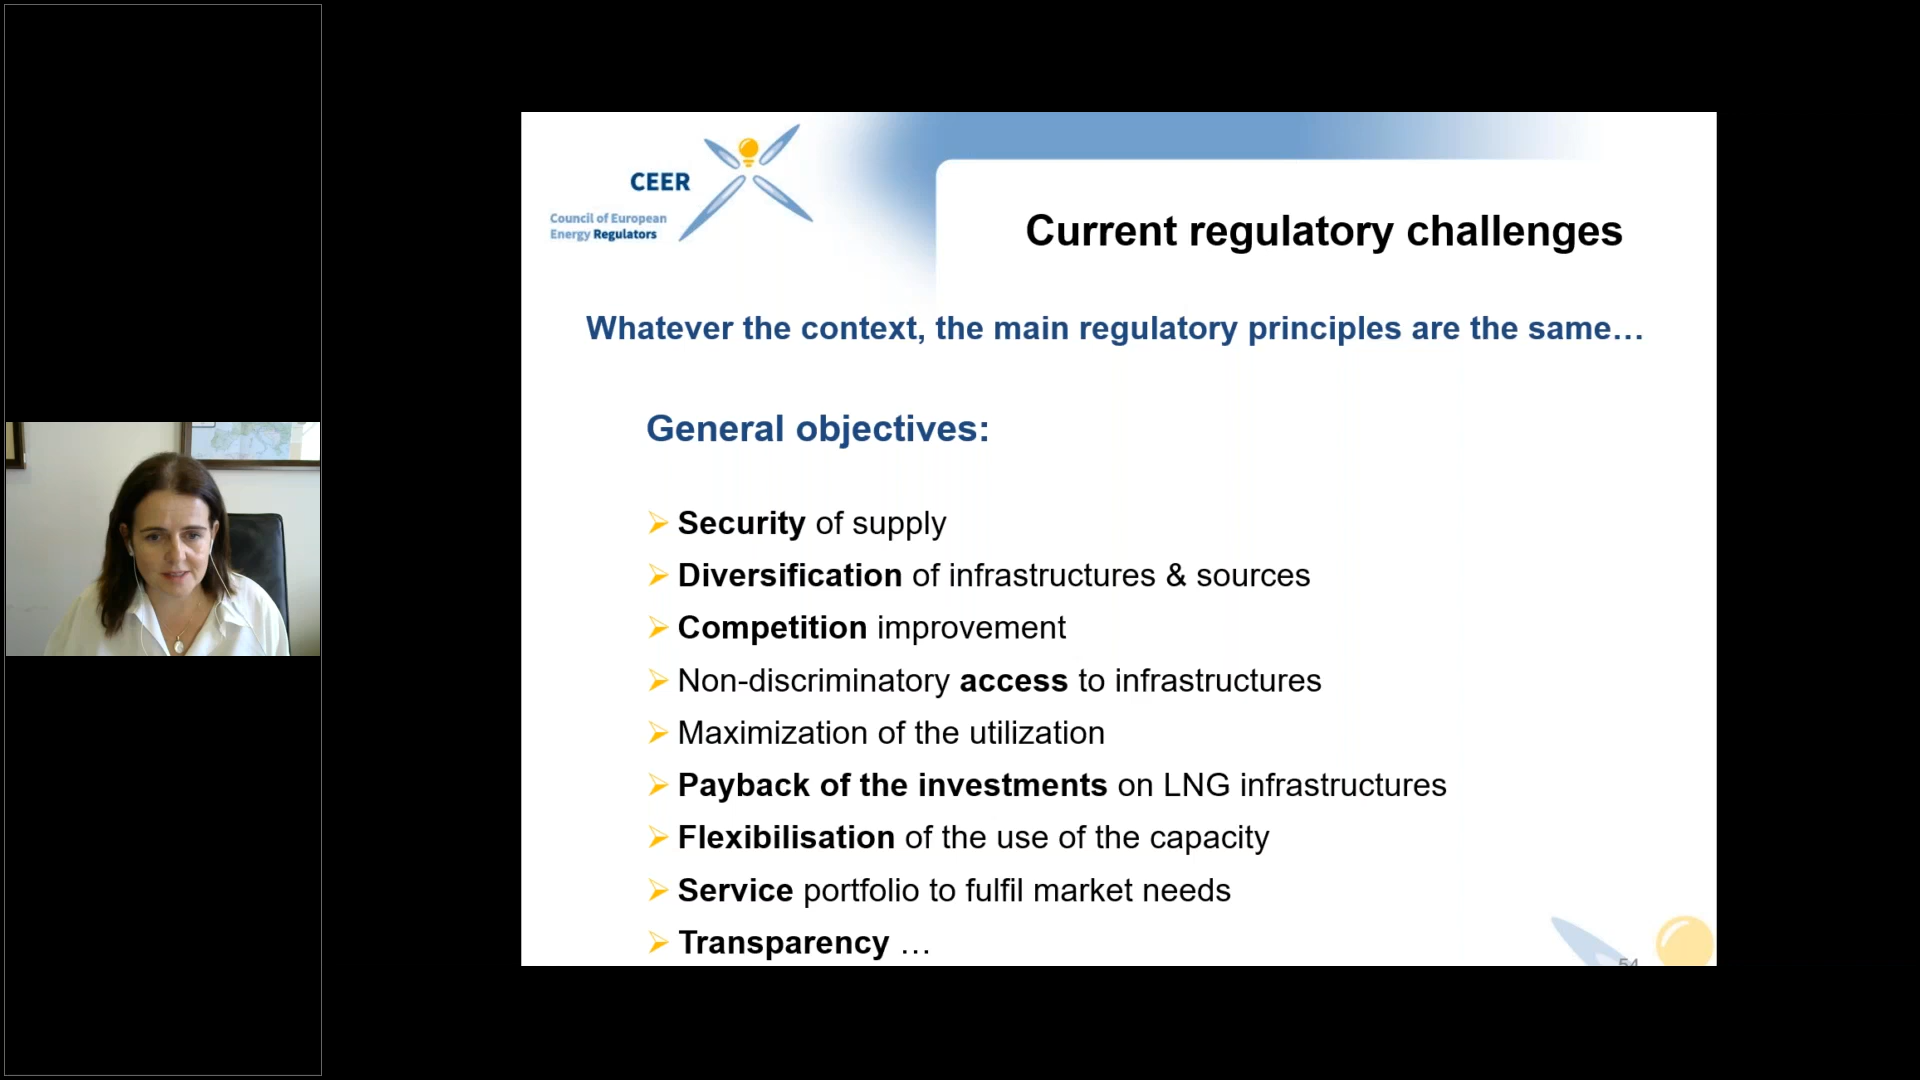 CEER
Council of European
Energy Regulators
Current regulatory challenges
Whatever the context, the main regulatory principles are the same…
General objectives:
Security of supply
Diversification of infrastructures & sources
Competition improvement
Non-discriminatory access to infrastructures
Maximization of the utilization
Payback of the investments on LNG infrastructures
Flexibilisation of the use of the capacity
Service portfolio to fulfil market needs
Transparency …
54